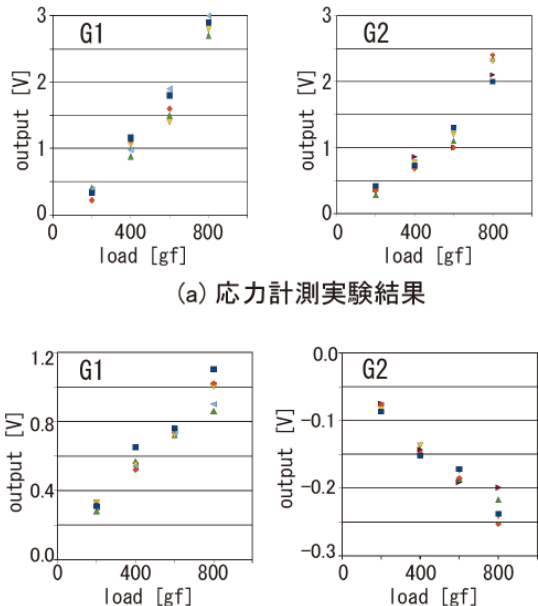 G1
3
2
1
0
output [V]
0
400
800
load [gf]
G2
3
2
1
0
output [V]
0
400
800
load [gf]
(a) 応力計測実験結果
G1
1.2
0.8
0.4
0.0
output [V]
0
400
800
load [gf]
G2
0.0
−0.1
−0.2
−0.3
output [V]
0
400
800
load [gf]